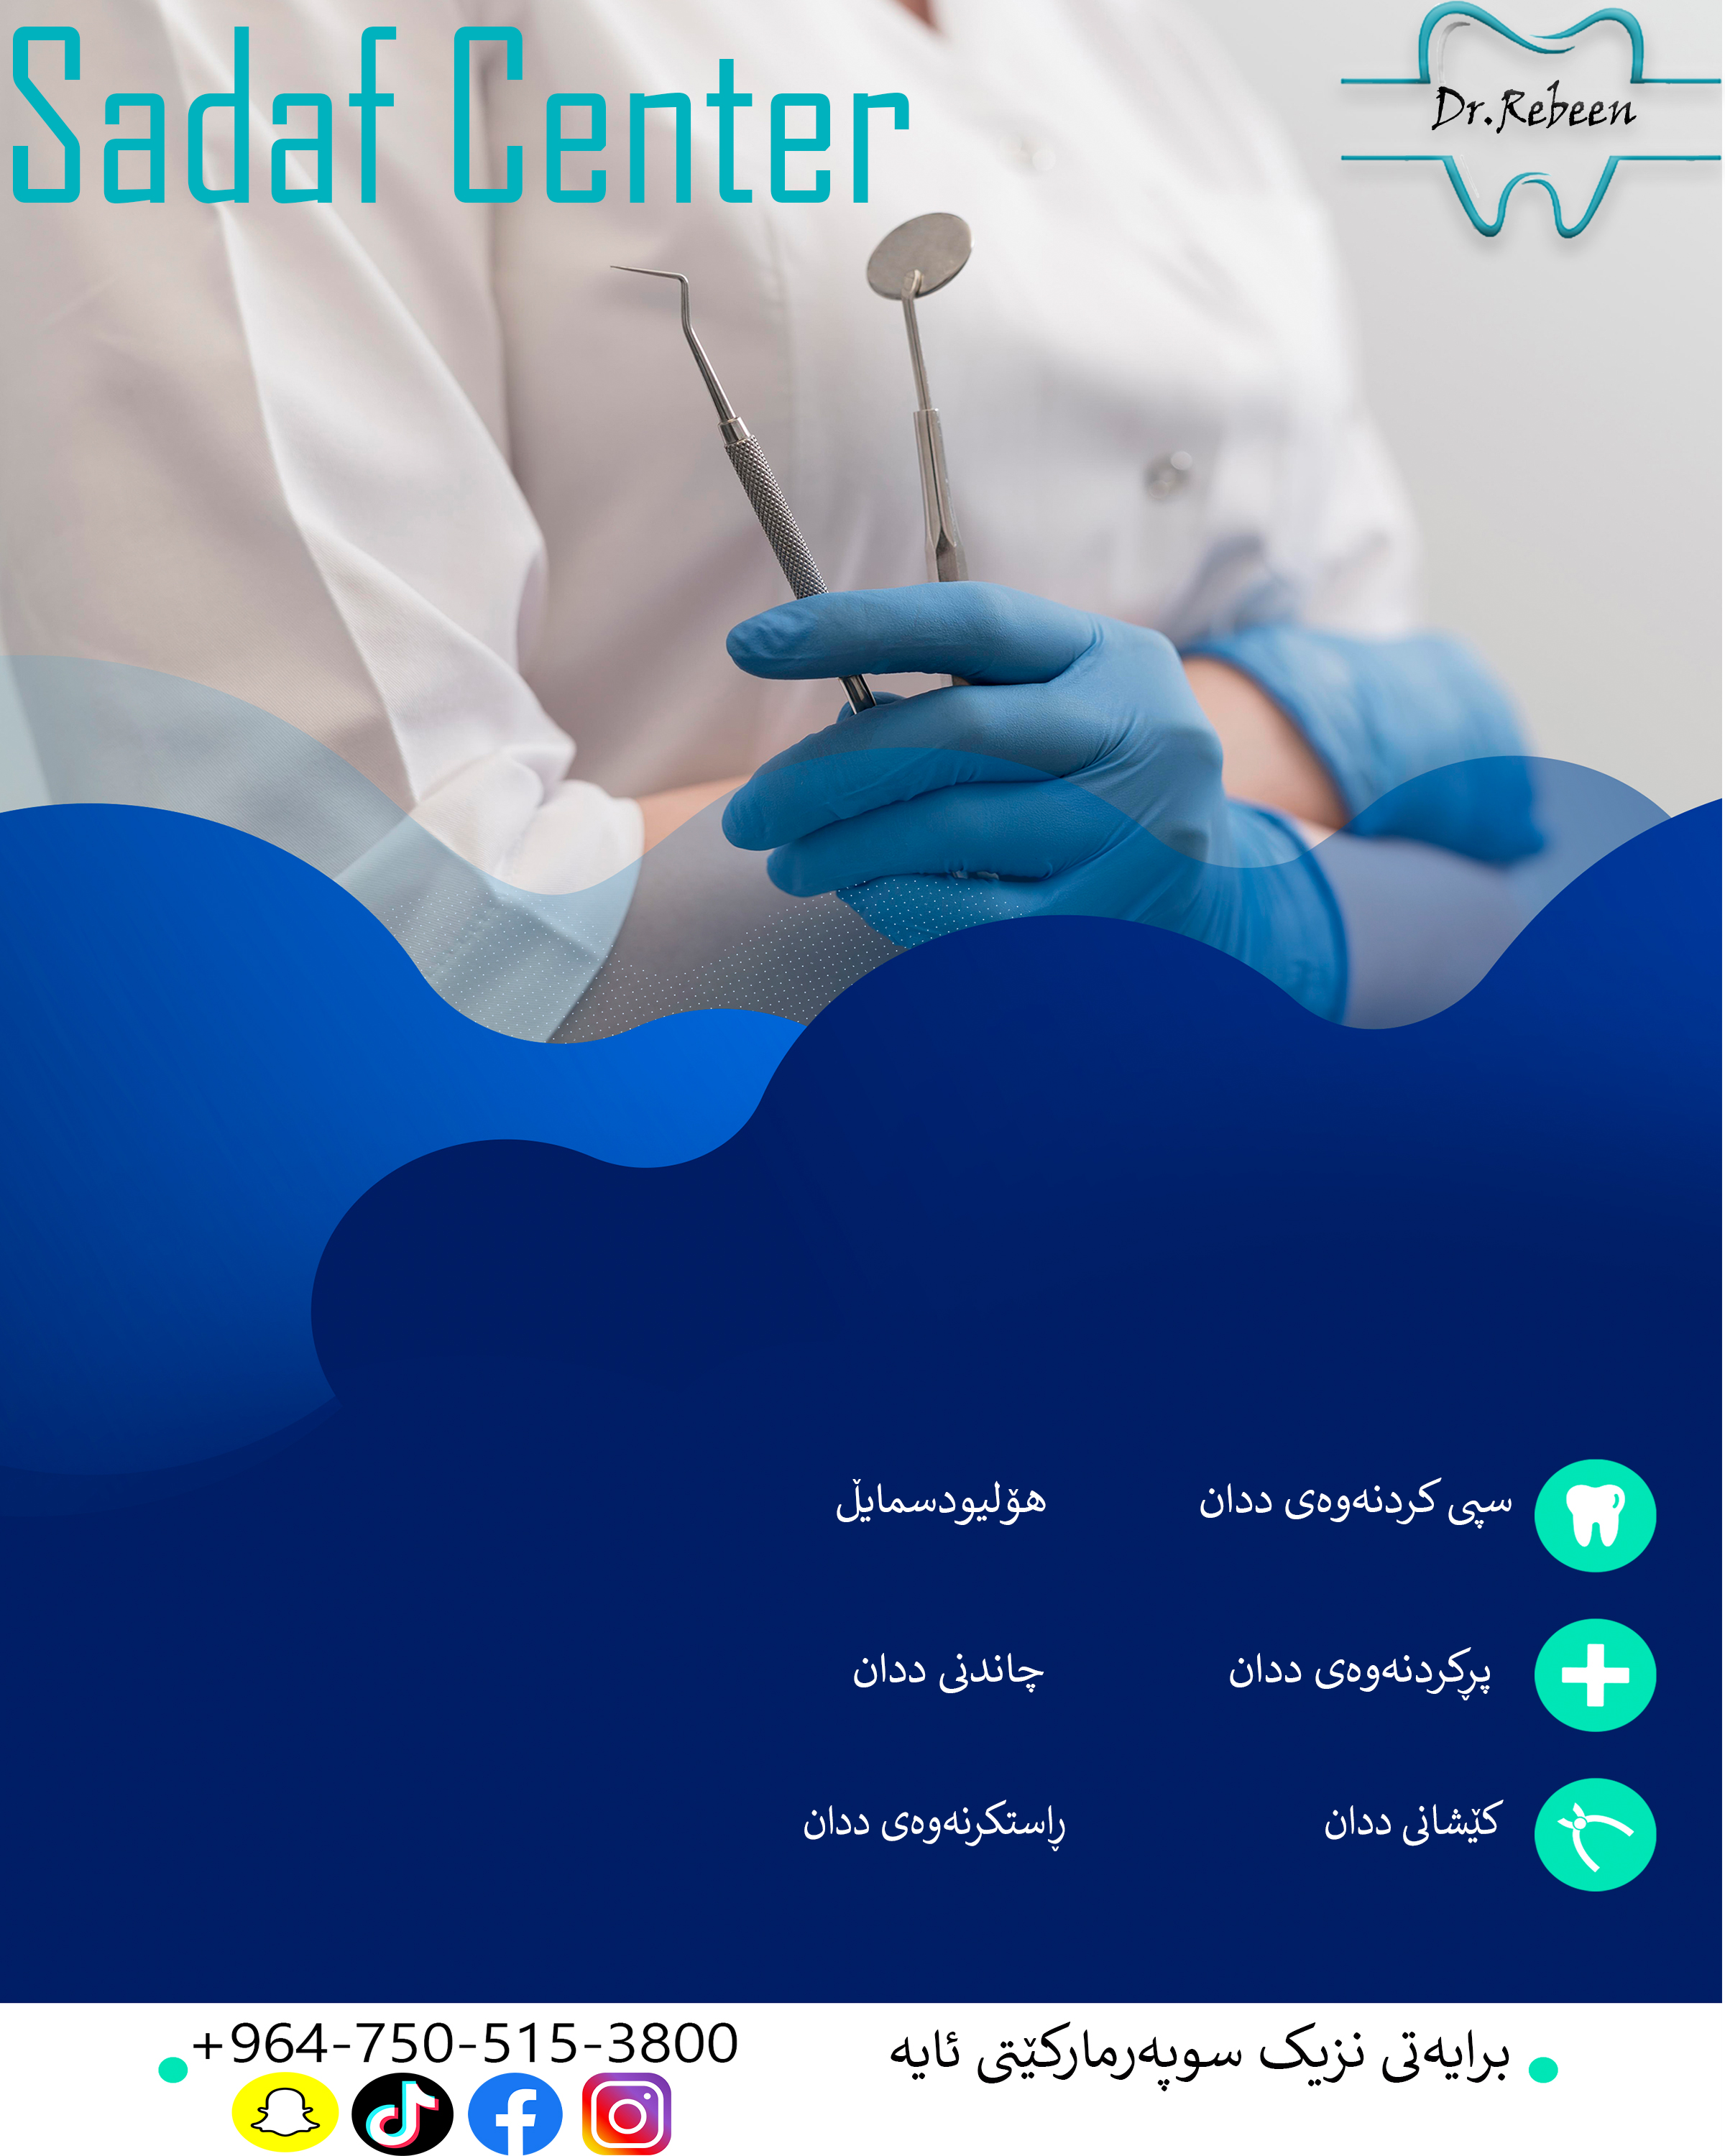 Sadaf Center
Dr.Rebeen
سپی کردنەوەی ددان
هۆلیودسمایڵ
پڕکردنەوەی ددان
چاندنی ددان
کێشانی ددان
ڕاستکرنەوەی ددان
برایەتی نزیک سوپەرمارکێتی ئایە
+964-750-515-3800